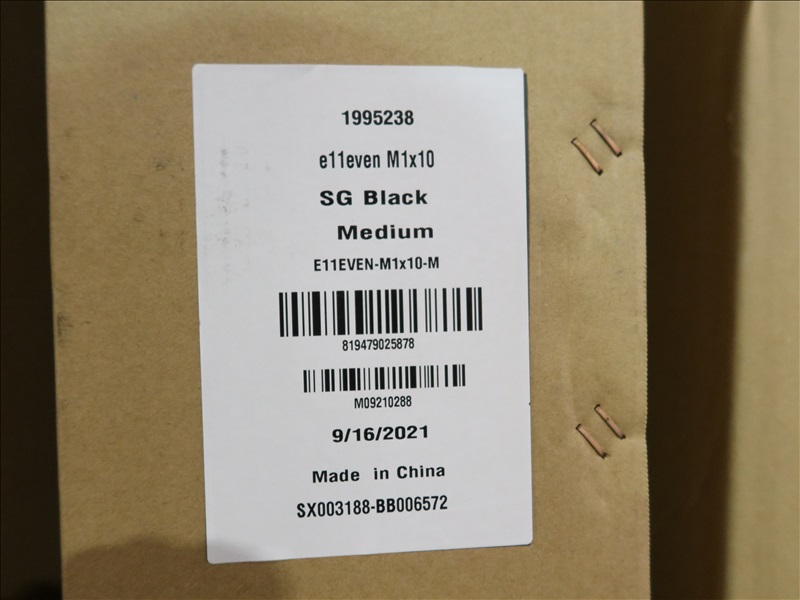 1995238
e11even M1x10
SG Black
Medium
E11EVEN-M1x10-M
819479025878
M09210288
9/16/2021
Made in China
SX003188-BB006572